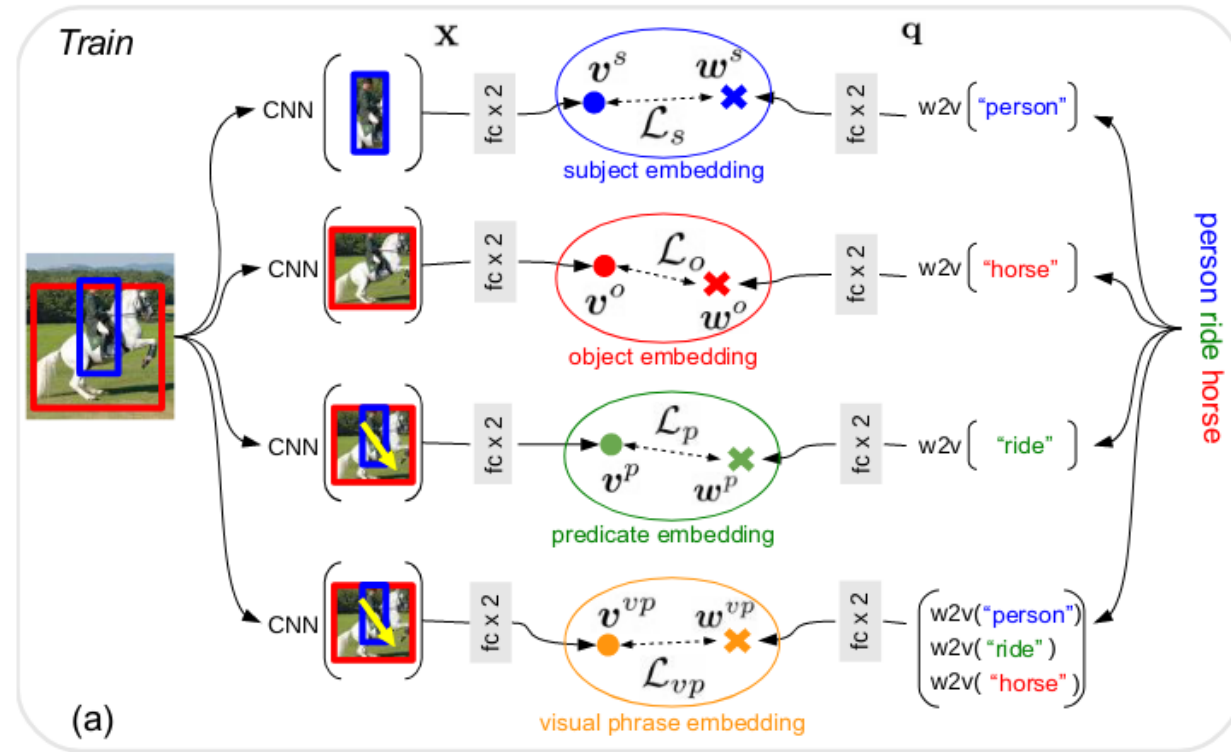 Train
x
q
CNN
fc x 2
v^s
w^s
L_s
fc x 2
w2v ( “person” )
subject embedding
CNN
fc x 2
L_o
v^o
w^o
fc x 2
w2v ( “horse” )
object embedding
person ride horse
CNN
fc x 2
L_p
v^p
w^p
fc x 2
w2v ( “ride” )
predicate embedding
CNN
fc x 2
v^vp
w^vp
L_vp
fc x 2
w2v( “person” )
w2v( “ride” )
w2v( “horse” )
visual phrase embedding
(a)